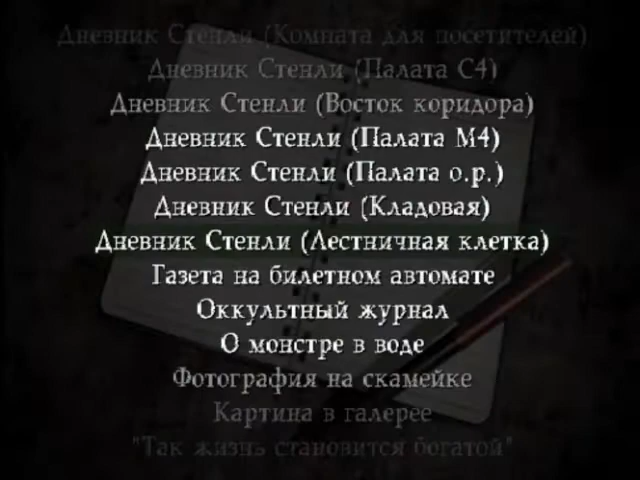 Дневник Стенли (Комната для посетителей)
Дневник Стенли (Палата С4)
Дневник Стенли (Восток коридора)
Дневник Стенли (Палата М4)
Дневник Стенли (Палата о.р.)
Дневник Стенли (Кладовая)
Дневник Стенли (Лестничная клетка)
Газета на билетном автомате
Оккультный журнал
О монстре в воде
Фотография на скамейке
Картина в галерее
"Так жизнь становится богатой"